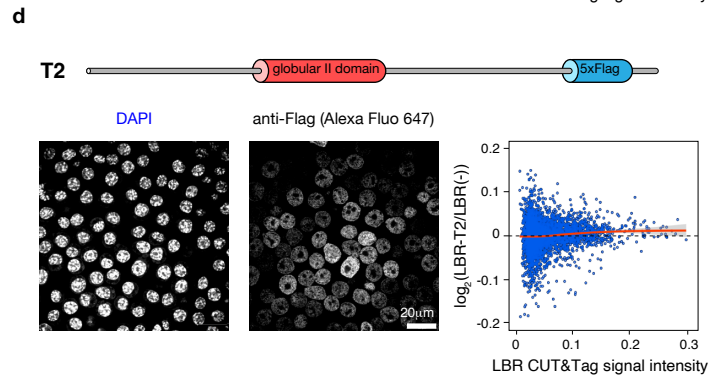 d
T2
globular II domain
5xFlag
DAPI
anti-Flag (Alexa Fluo 647)
20μm
log2(LBR-T2/LBR(-))
0.2
0.1
0
-0.1
-0.2
0 0.1 0.2 0.3
LBR CUT&Tag signal intensity